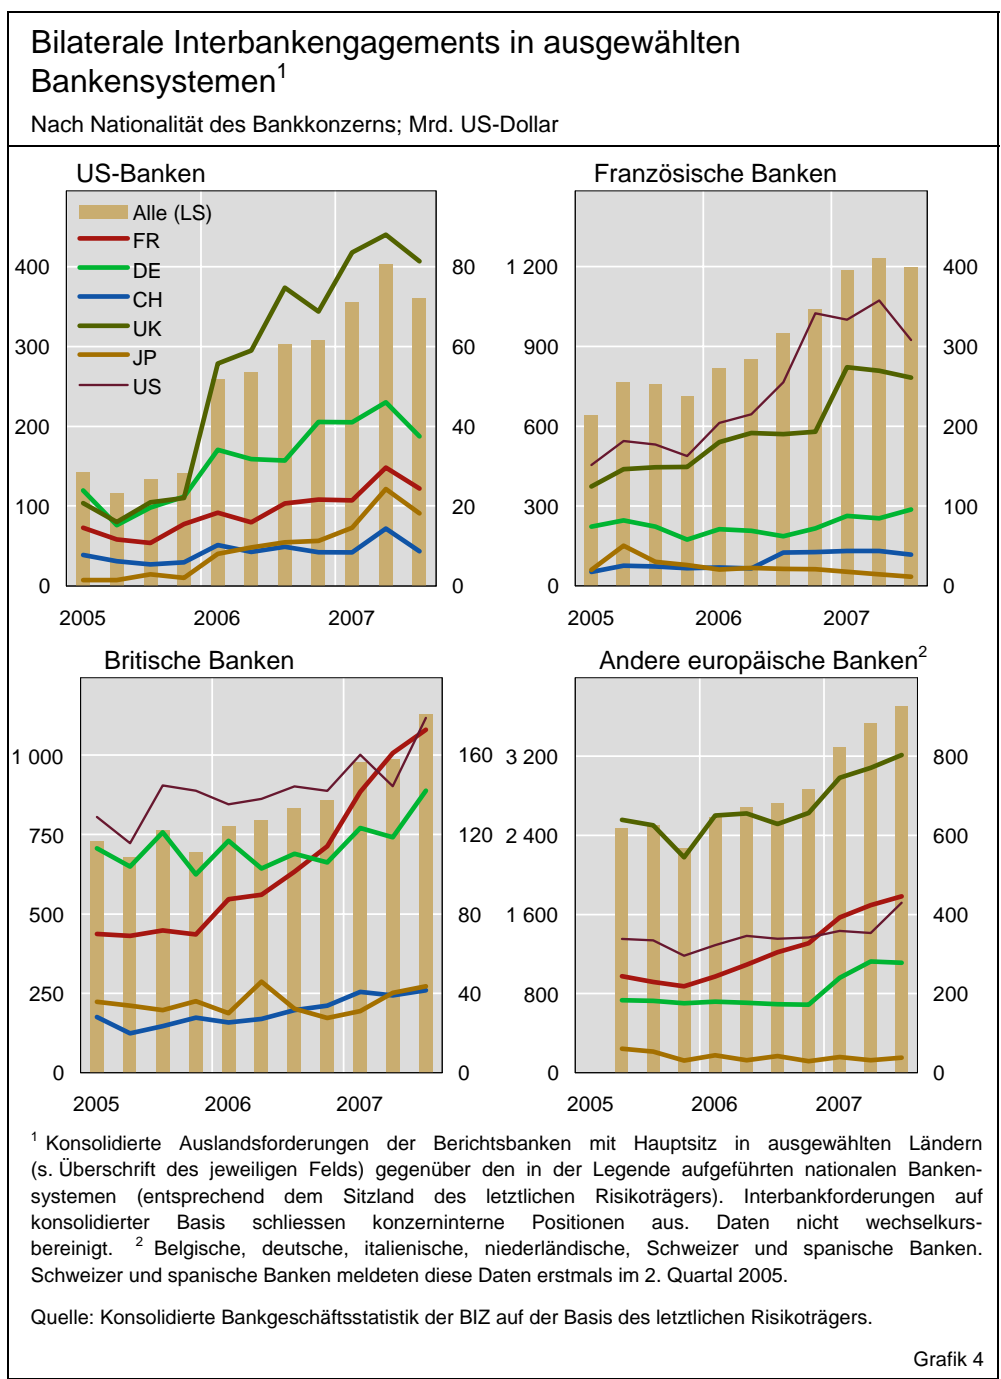 Bilaterale Interbankengagements in ausgewählten
Bankensystemen¹
Nach Nationalität des Bankkonzerns; Mrd. US-Dollar
US-Banken
Alle (LS)
FR
DE
CH
UK
JP
US
400
300
200
100
0
80
60
40
20
0
2005
2006
2007
Französische Banken
1 200
900
600
300
0
400
300
200
100
0
2005
2006
2007
Britische Banken
1 000
750
500
250
0
160
120
80
40
0
2005
2006
2007
Andere europäische Banken²
3 200
2 400
1 600
800
0
800
600
400
200
0
2005
2006
2007
¹ Konsolidierte Auslandsforderungen der Berichtsbanken mit Hauptsitz in ausgewählten Ländern
(s. Überschrift des jeweiligen Felds) gegenüber den in der Legende aufgeführten nationalen Banken-
systemen (entsprechend dem Sitzland des letztlichen Risikoträgers). Interbankforderungen auf
konsolidierter Basis schliessen konzerninterne Positionen aus. Daten nicht wechselkurs-
bereinigt. ² Belgische, deutsche, italienische, niederländische, Schweizer und spanische Banken.
Schweizer und spanische Banken meldeten diese Daten erstmals im 2. Quartal 2005.
Quelle: Konsolidierte Bankgeschäftsstatistik der BIZ auf der Basis des letztlichen Risikoträgers.
Grafik 4